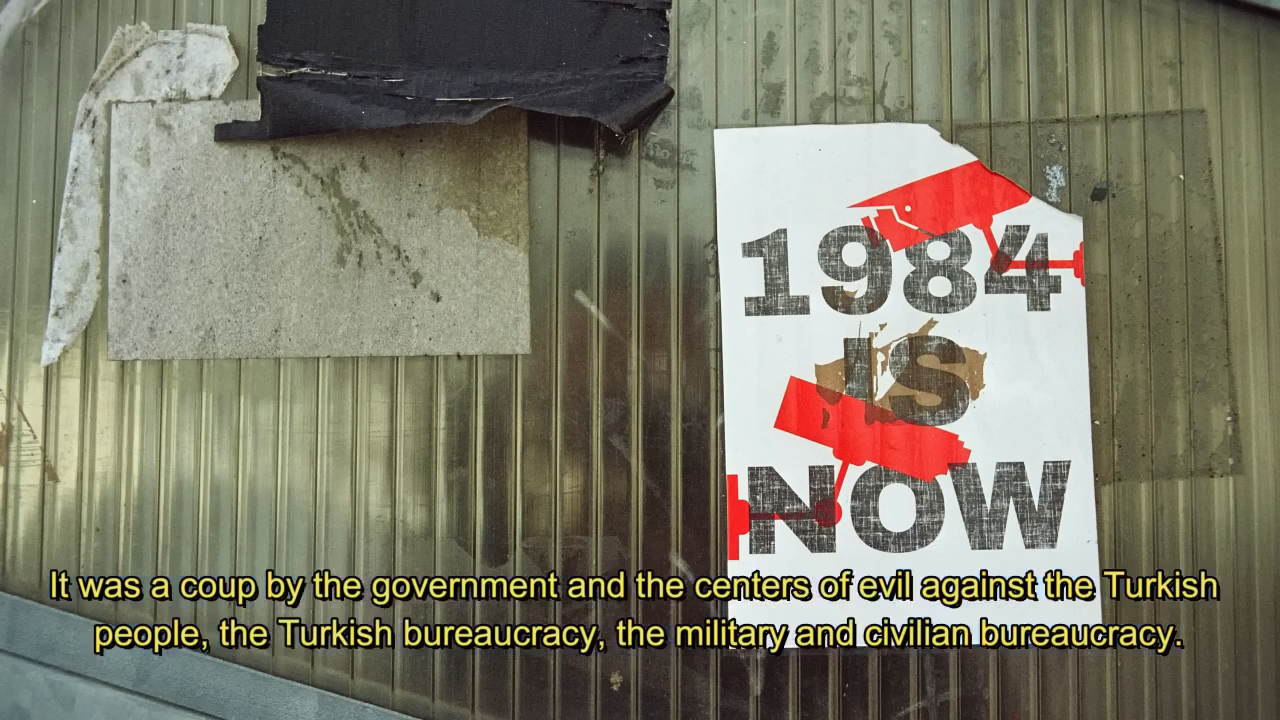 1984
IS
NOW
It was a coup by the government and the centers of evil against the Turkish
people, the Turkish bureaucracy, the military and civilian bureaucracy.